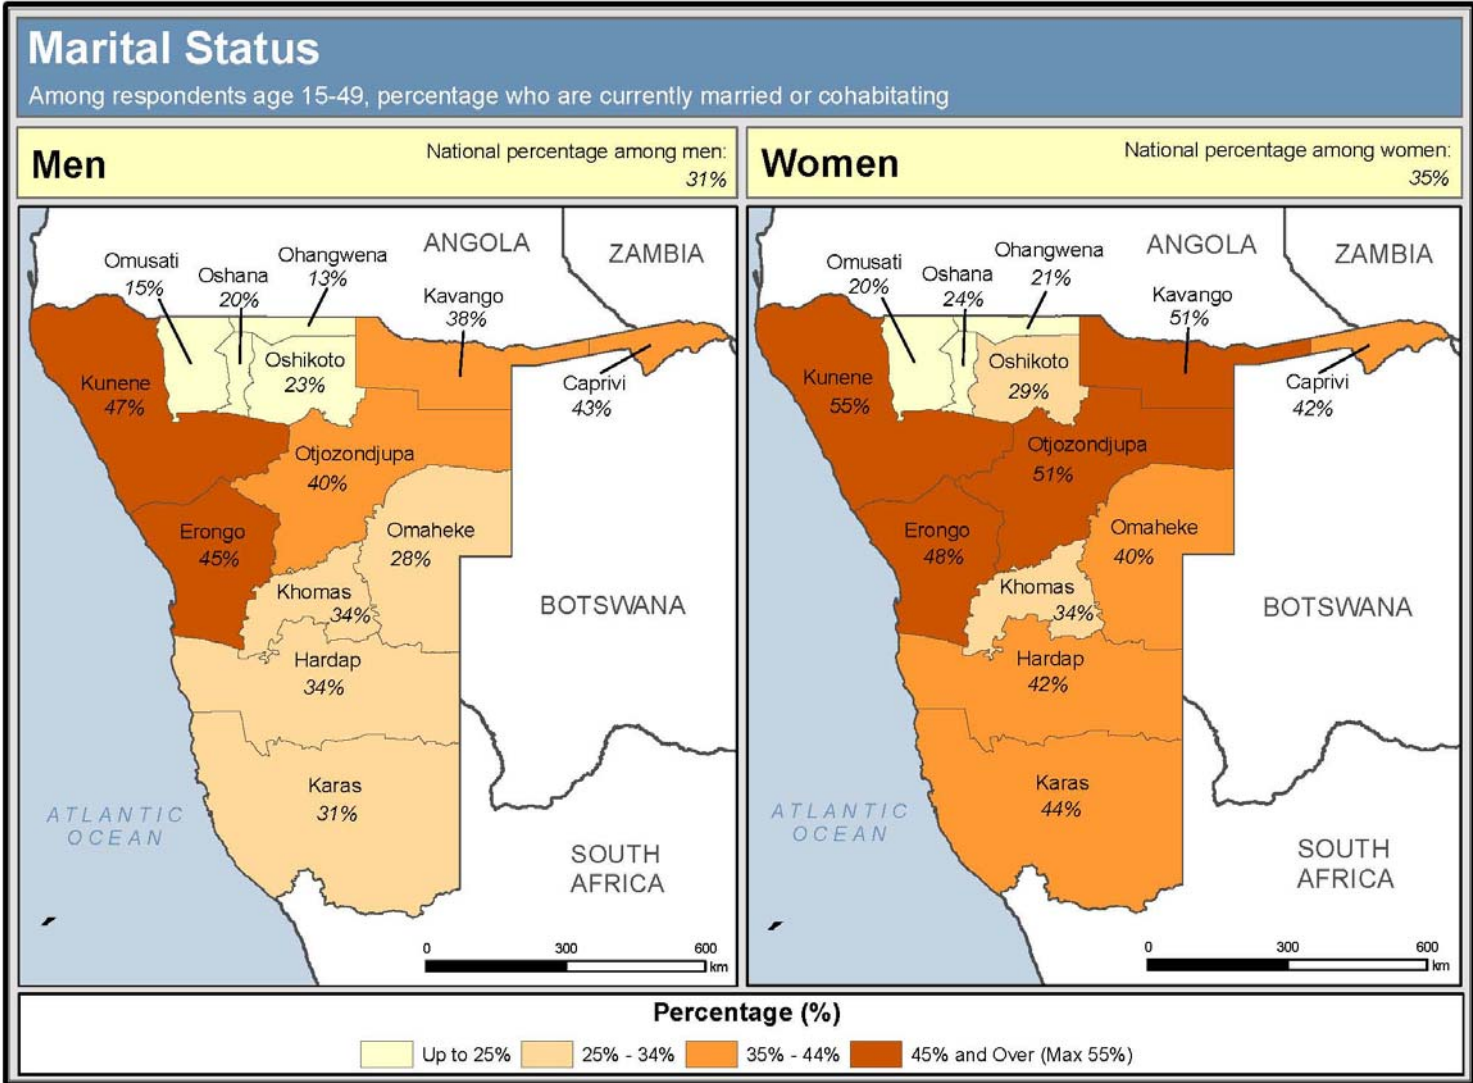 Marital Status
Among respondents age 15-49, percentage who are currently married or cohabitating
Men
National percentage among men:
31%
ANGOLA
ZAMBIA
Omusati
15%
Oshana
20%
Ohangwena
13%
Kavango
38%
Kunene
47%
Oshikoto
23%
Caprivi
43%
Otjozondjupa
40%
Erongo
45%
Omaheke
28%
Khomas
34%
BOTSWANA
Hardap
34%
Karas
31%
ATLANTIC
OCEAN
SOUTH
AFRICA
0 300 600
km
Women
National percentage among women:
35%
ANGOLA
ZAMBIA
Omusati
20%
Oshana
24%
Ohangwena
21%
Kavango
51%
Kunene
55%
Oshikoto
29%
Caprivi
42%
Otjozondjupa
51%
Erongo
48%
Omaheke
40%
Khomas
34%
BOTSWANA
Hardap
42%
Karas
44%
ATLANTIC
OCEAN
SOUTH
AFRICA
0 300 600
km
Percentage (%)
Up to 25% 25% - 34% 35% - 44% 45% and Over (Max 55%)